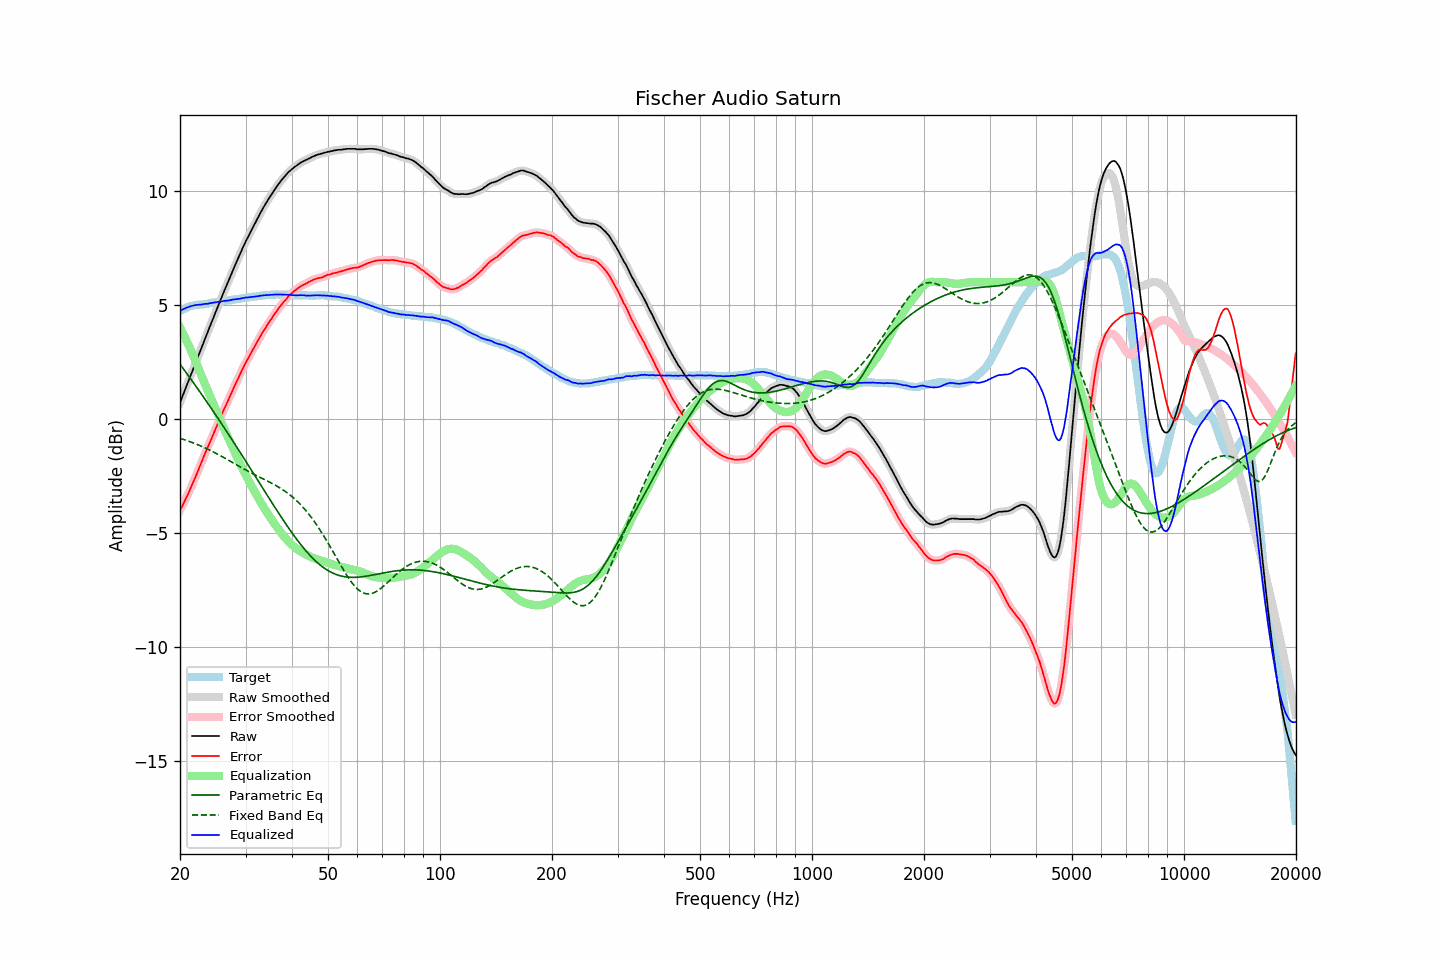 Fischer Audio Saturn
Amplitude (dBr)
10
5
0
−5
−10
−15
Target
Raw Smoothed
Error Smoothed
Raw
Error
Equalization
Parametric Eq
Fixed Band Eq
Equalized
20 50 100 200 500 1000 2000 5000 10000 20000
Frequency (Hz)